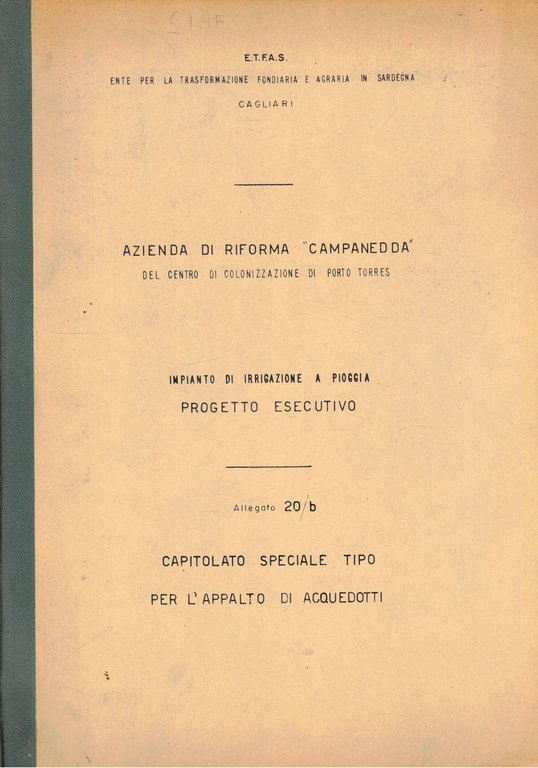 E.T.F.A.S.
ENTE PER LA TRASFORMAZIONE FONDIARIA E AGRARIA IN SARDEGNA
CAGLIARI
AZIENDA DI RIFORMA "CAMPANEDDA"
DEL CENTRO DI COLONIZZAZIONE DI PORTO TORRES
IMPIANTO DI IRRIGAZIONE A PIOGGIA
PROGETTO ESECUTIVO
Allegato 20/b
CAPITOLATO SPECIALE TIPO
PER L'APPALTO DI ACQUEDOTTI